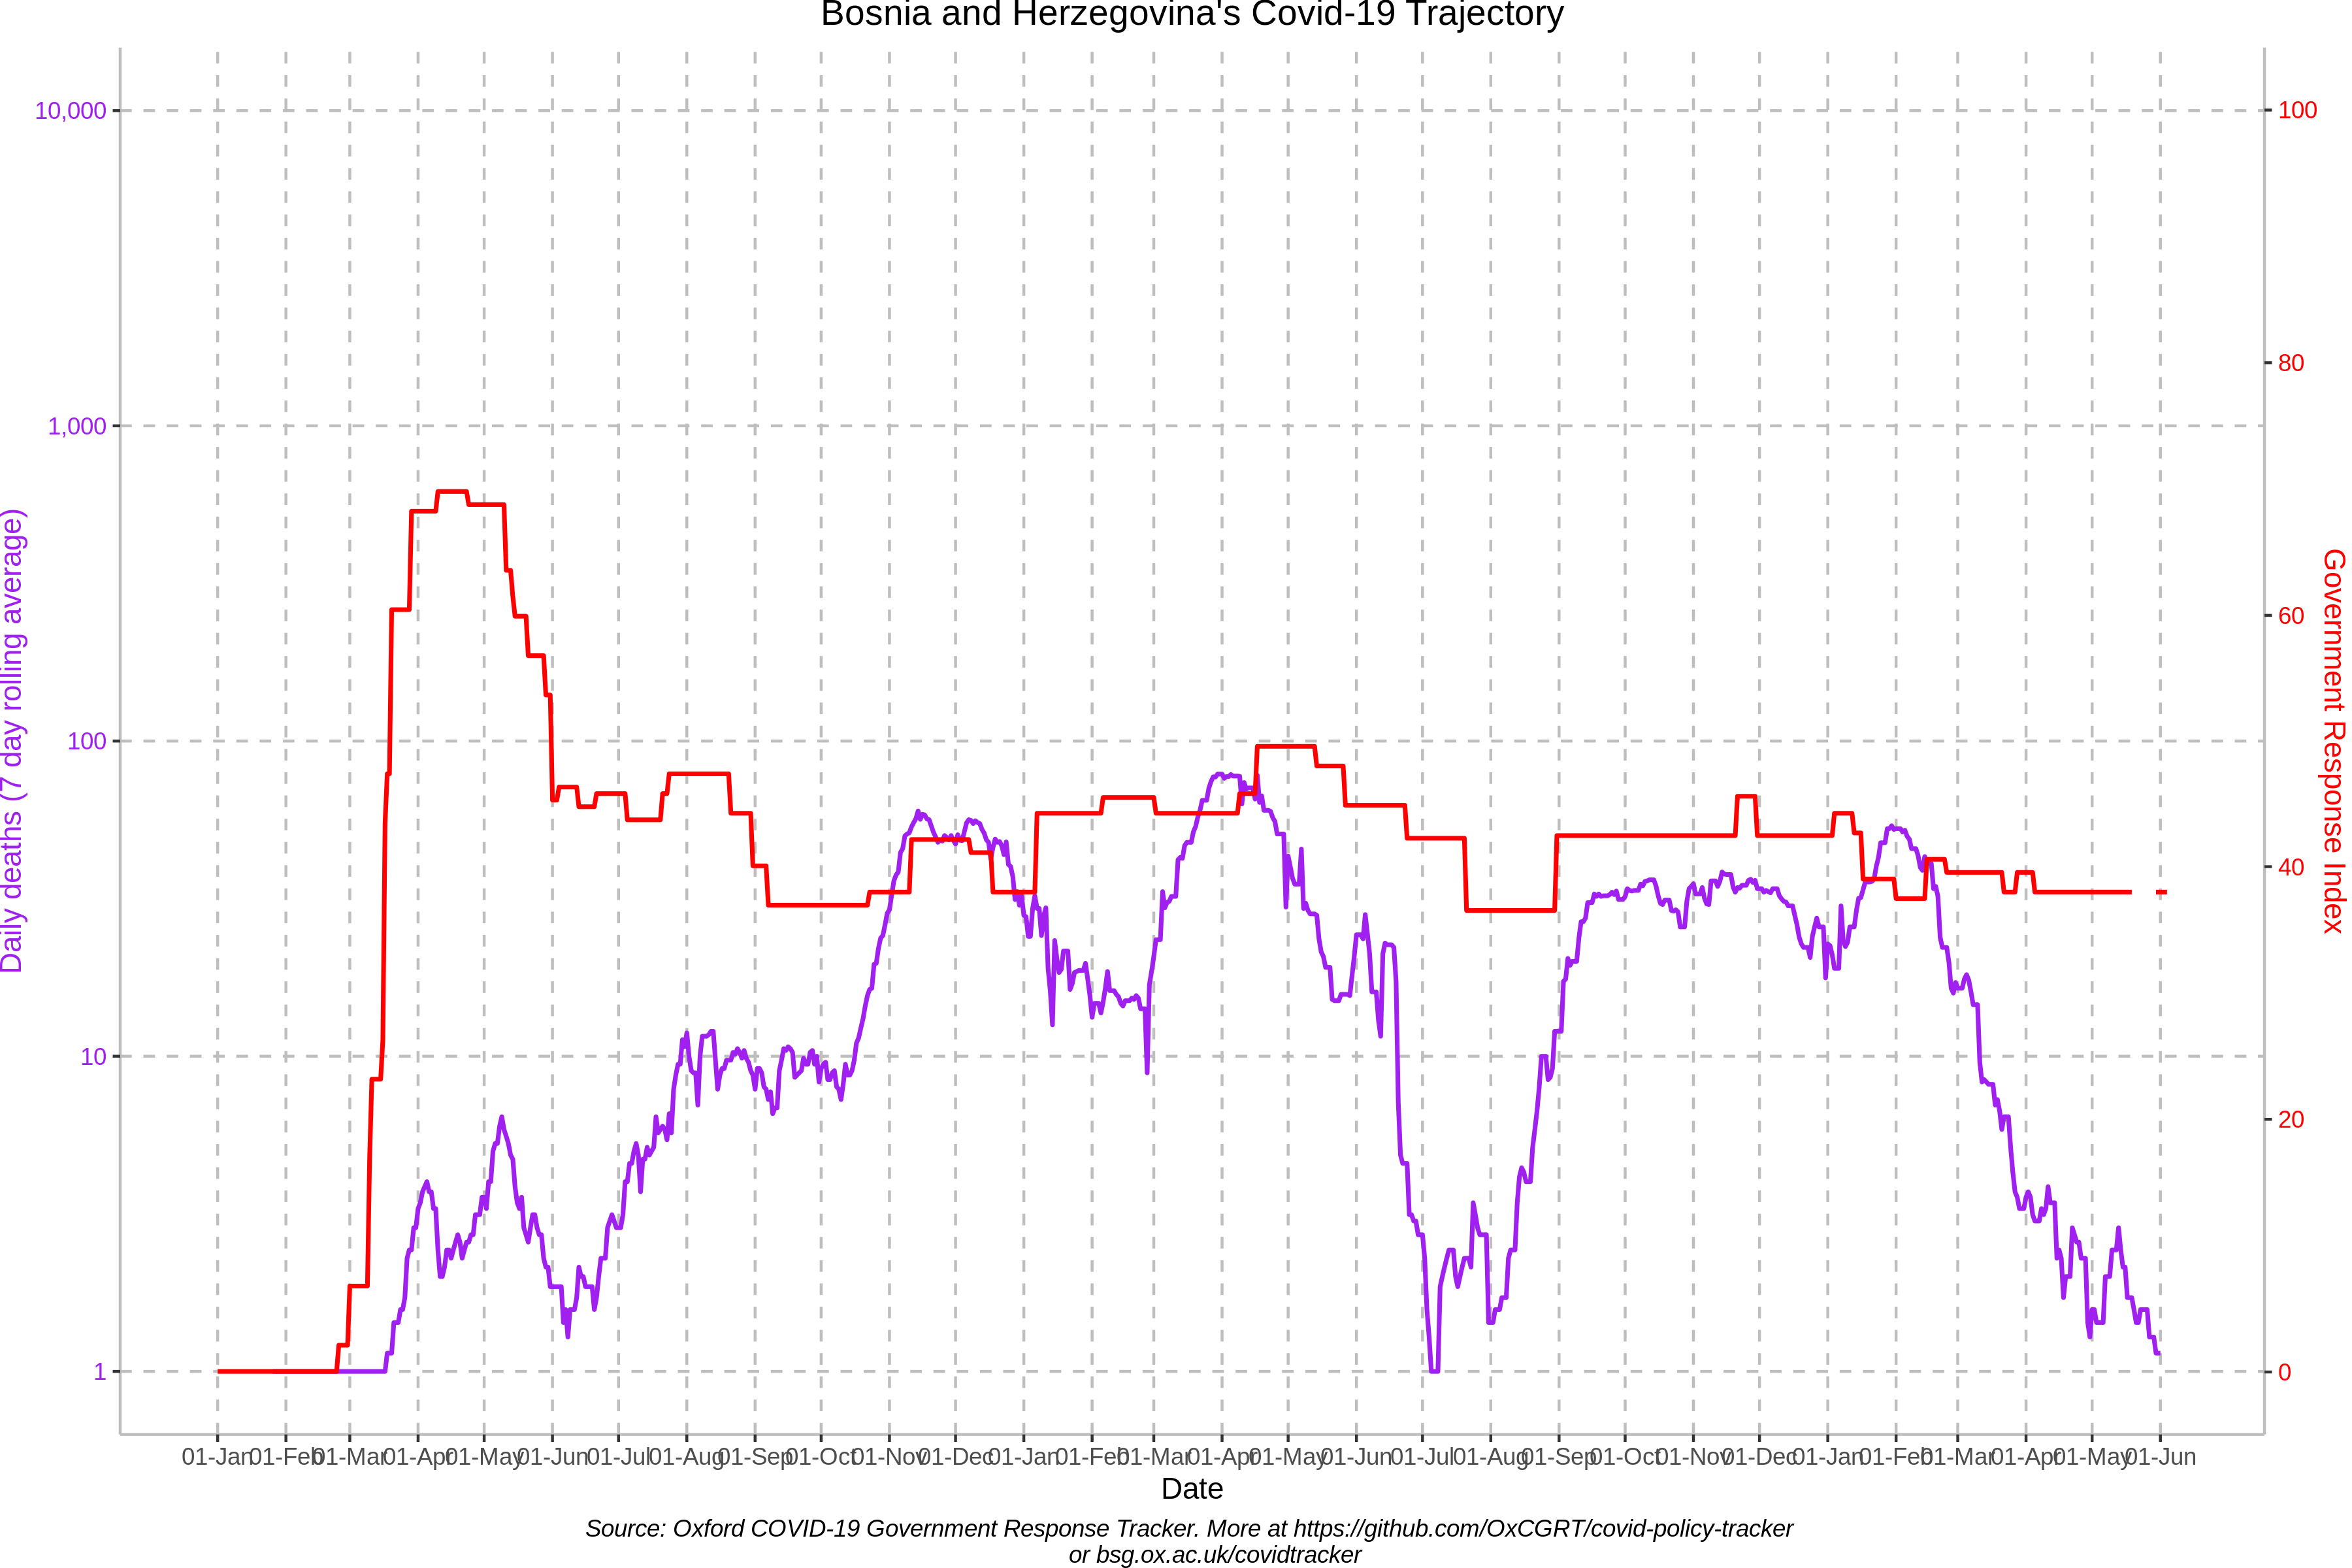 Bosnia and Herzegovina's Covid-19 Trajectory
10,000
1,000
100
10
1
Daily deaths (7 day rolling average)
100
80
60
40
20
0
Government Response Index
01-Jan 01-Feb 01-Mar 01-Apr 01-May 01-Jun 01-Jul 01-Aug 01-Sep 01-Oct 01-Nov 01-Dec 01-Jan 01-Feb 01-Mar 01-Apr 01-May 01-Jun 01-Jul 01-Aug 01-Sep 01-Oct 01-Nov 01-Dec 01-Jan 01-Feb 01-Mar 01-Apr 01-May 01-Jun
Date
Source: Oxford COVID-19 Government Response Tracker. More at https://github.com/OxCGRT/covid-policy-tracker
or bsg.ox.ac.uk/covidtracker